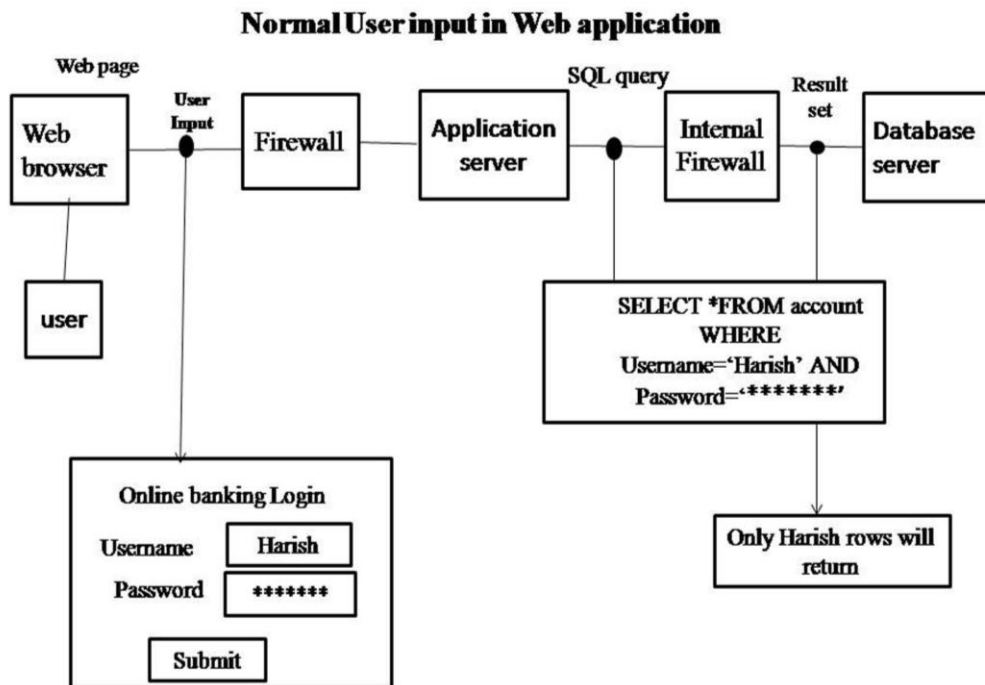 Normal User input in Web application
Web page
User
Input
SQL query
Result
set
Web
browser
Firewall
Application
server
Internal
Firewall
Database
server
user
SELECT *FROM account
WHERE
Username=‘Harish’ AND
Password=‘*******’
Online banking Login
Username
Harish
Password
*******
Submit
Only Harish rows will
return